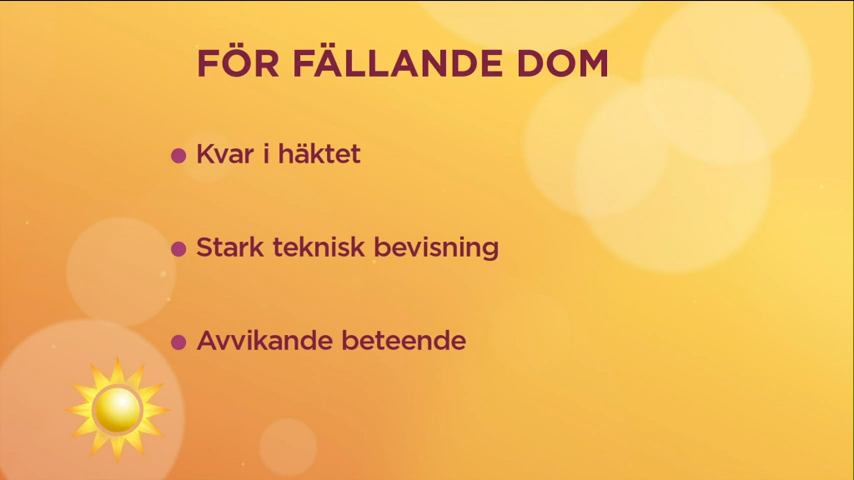 FÖR FÄLLANDE DOM
Kvar i häktet
Stark teknisk bevisning
Avvikande beteende